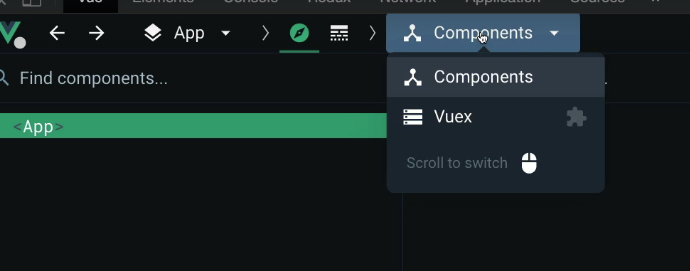 Vue Elements Console Redux Network Application Sources
App
Components
Find components...
Components
<App>
Vuex
Scroll to switch